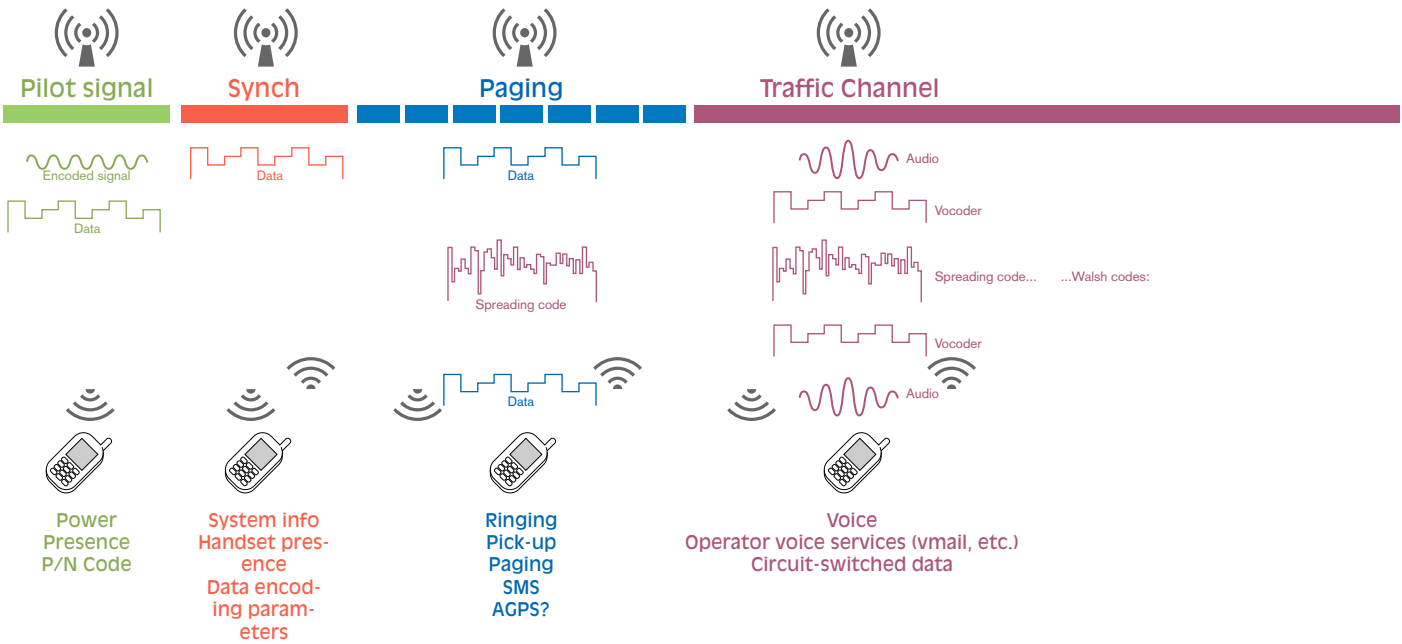 Pilot signal
Synch
Paging
Traffic Channel
Encoded signal
Data
Data
Data
Audio
Vocoder
Spreading code
Spreading code...
...Walsh codes:
Vocoder
Data
Audio
Power
Presence
P/N Code
System info
Handset pres-
ence
Data encod-
ing param-
eters
Ringing
Pick-up
Paging
SMS
AGPS?
Voice
Operator voice services (vmail, etc.)
Circuit-switched data